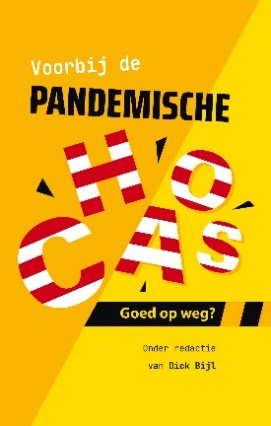 Voorbij de
PANDEMISCHE
CHAOS
Goed op weg?
Onder redactie
van Dick Bijl